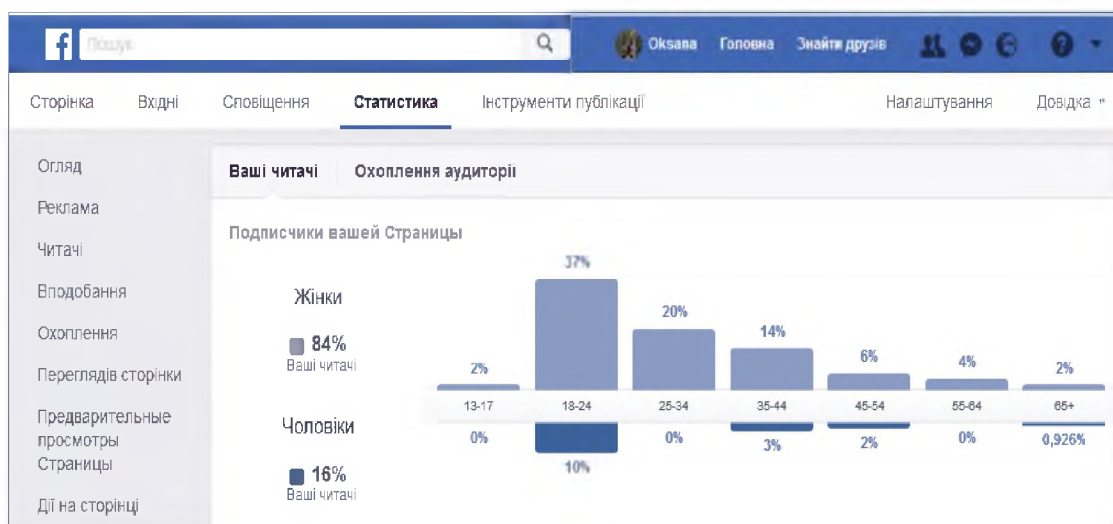 f Пошук Oksana Головна Знайти друзів
Сторінка Вхідні Сповіщення Статистика Інструменти публікації Налаштування Довідка
Огляд
Реклама
Читачі
Вподобання
Охоплення
Переглядів сторінки
Предварительные
просмотры
Страницы
Дії на сторінці
Ваші читачі Охоплення аудиторії
Подписчики вашей Страницы
Жінки
84%
Ваші читачі
Чоловіки
16%
Ваші читачі
2% 37% 20% 14% 6% 4% 2%
13-17 18-24 25-34 35-44 45-54 55-64 65+
0% 10% 0% 3% 2% 0% 0,926%